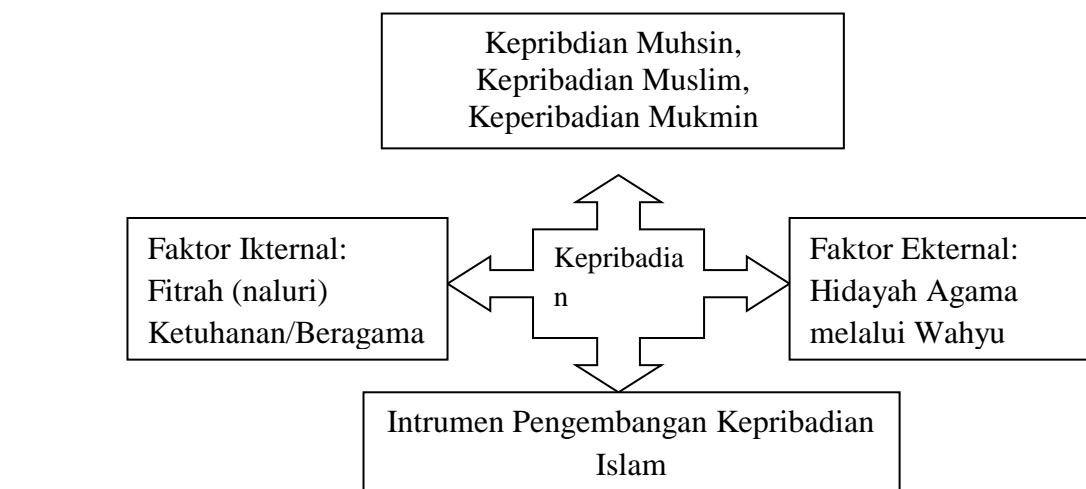 Kepribdian Muhsin,
Kepribadian Muslim,
Keperibadian Mukmin
Faktor Ikternal:
Fitrah (naluri)
Ketuhanan/Beragama
Kepribadia
n
Faktor Ekternal:
Hidayah Agama
melalui Wahyu
Intrumen Pengembangan Kepribadian
Islam